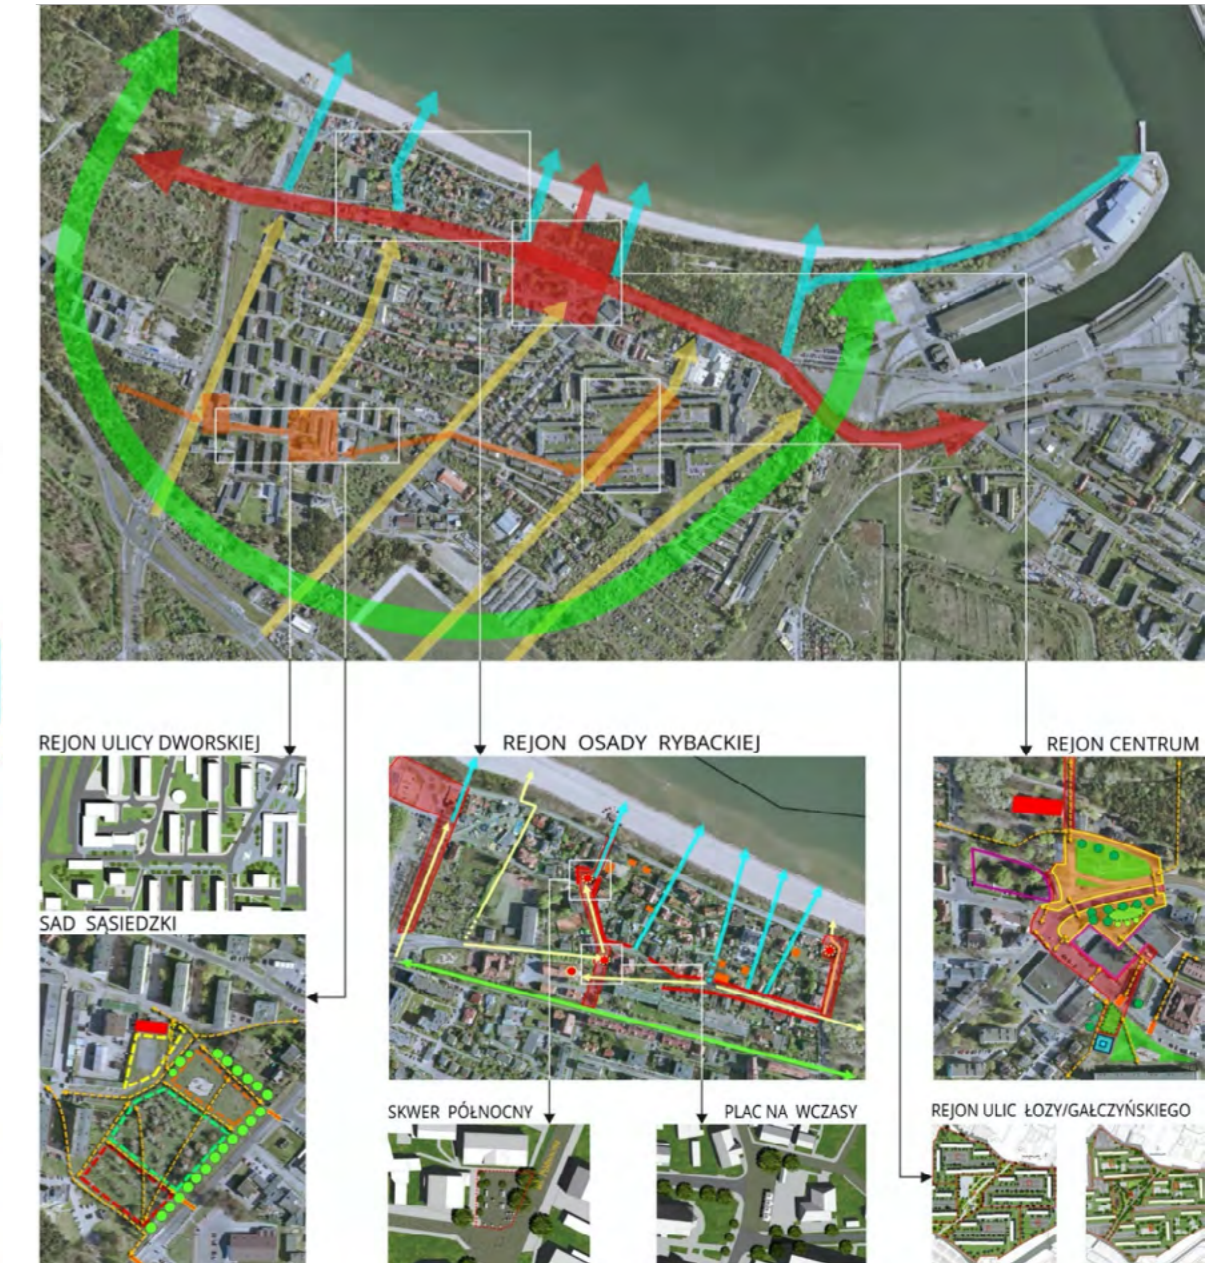 REJON ULICY DWORSKIEJ
REJON OSADY RYBACKIEJ
REJON CENTRUM
SAD SĄSIEDZKI
SKWER PÓŁNOCNY
PLAC NA WCZASY
REJON ULIC ŁOZY/GAŁCZYŃSKIEGO